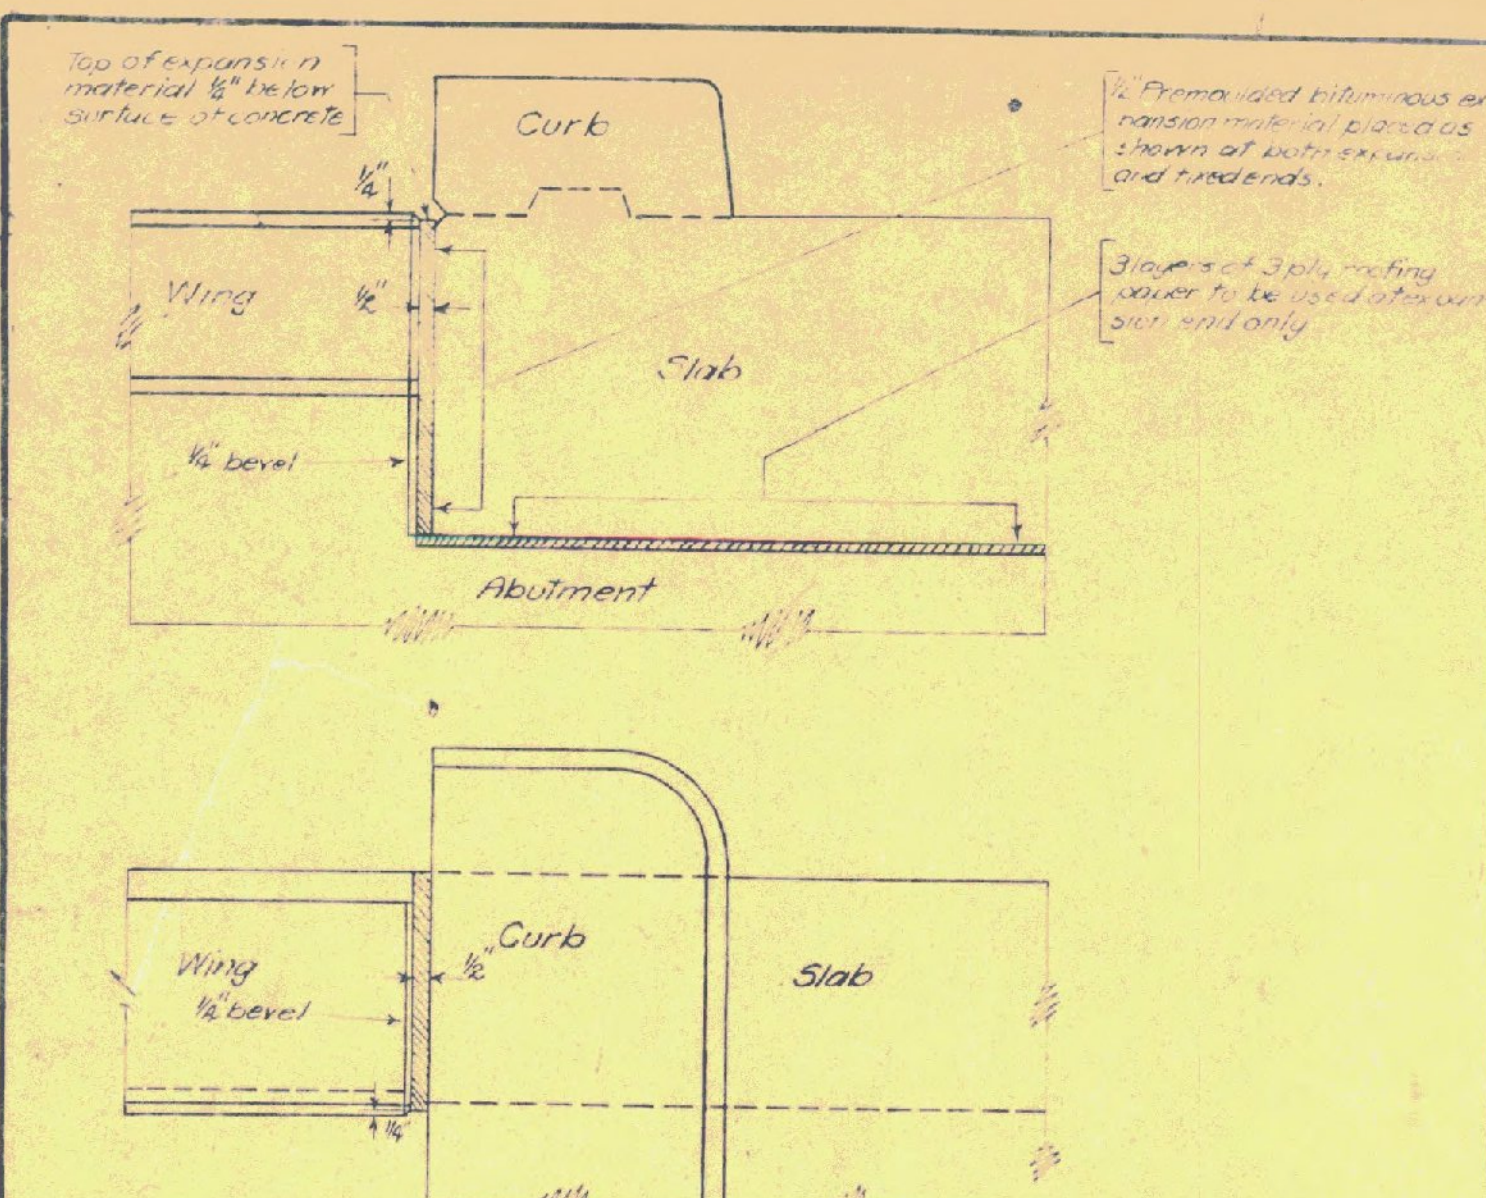 Top of expansion
material ¼" below
surface of concrete
Curb
½" Premoulded bituminous ex
pansion material placed as
shown at both expans
and fixed ends.
¼"
Wing
½"
3 layers of 3 ply roofing
paper to be used at expan
sion end only
Slab
¼" bevel
Abutment
Curb
Wing
½"
Slab
¼" bevel
¼"